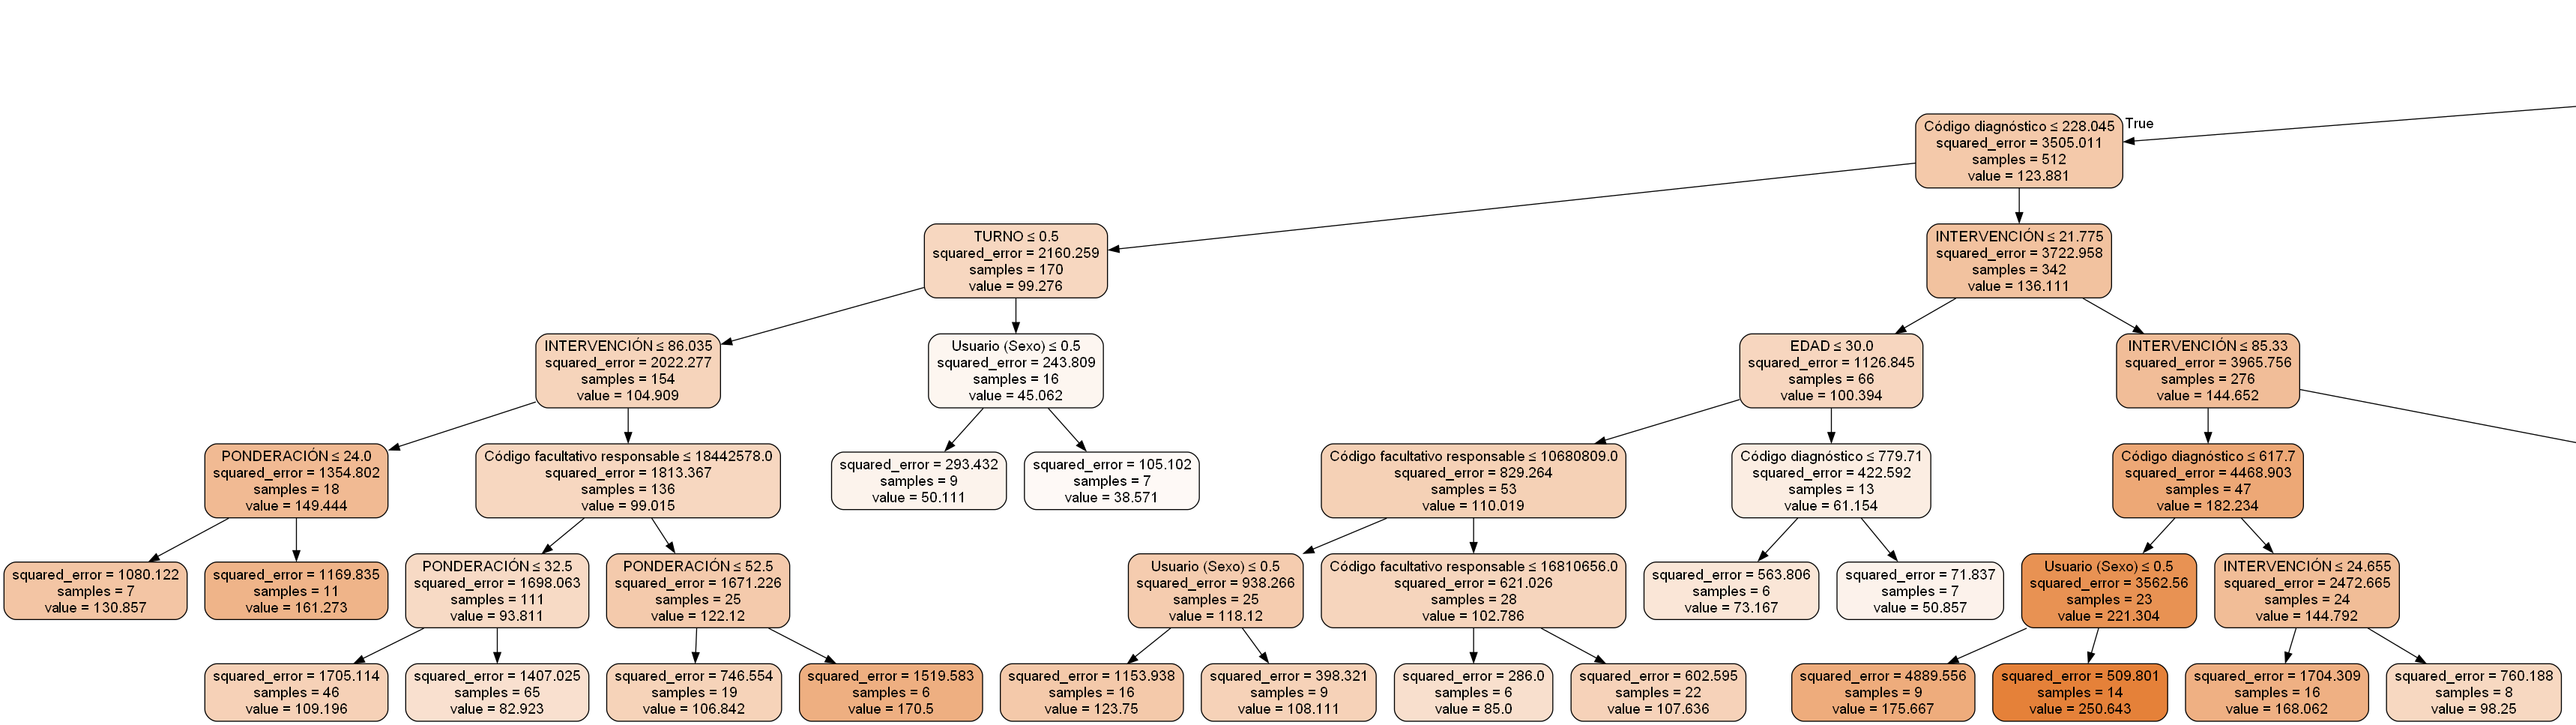 Código diagnóstico ≤ 228.045
squared_error = 3505.011
samples = 512
value = 123.881
True
TURNO ≤ 0.5
squared_error = 2160.259
samples = 170
value = 99.276
INTERVENCIÓN ≤ 21.775
squared_error = 3722.958
samples = 342
value = 136.111
INTERVENCIÓN ≤ 86.035
squared_error = 2022.277
samples = 154
value = 104.909
Usuario (Sexo) ≤ 0.5
squared_error = 243.809
samples = 16
value = 45.062
EDAD ≤ 30.0
squared_error = 1126.845
samples = 66
value = 100.394
INTERVENCIÓN ≤ 85.33
squared_error = 3965.756
samples = 276
value = 144.652
PONDERACIÓN ≤ 24.0
squared_error = 1354.802
samples = 18
value = 149.444
Código facultativo responsable ≤ 18442578.0
squared_error = 1813.367
samples = 136
value = 99.015
squared_error = 293.432
samples = 9
value = 50.111
squared_error = 105.102
samples = 7
value = 38.571
Código facultativo responsable ≤ 10680809.0
squared_error = 829.264
samples = 53
value = 110.019
Código diagnóstico ≤ 779.71
squared_error = 422.592
samples = 13
value = 61.154
Código diagnóstico ≤ 617.7
squared_error = 4468.903
samples = 47
value = 182.234
squared_error = 1080.122
samples = 7
value = 130.857
squared_error = 1169.835
samples = 11
value = 161.273
PONDERACIÓN ≤ 32.5
squared_error = 1698.063
samples = 111
value = 93.811
PONDERACIÓN ≤ 52.5
squared_error = 1671.226
samples = 25
value = 122.12
Usuario (Sexo) ≤ 0.5
squared_error = 938.266
samples = 25
value = 118.12
Código facultativo responsable ≤ 16810656.0
squared_error = 621.026
samples = 28
value = 102.786
squared_error = 563.806
samples = 6
value = 73.167
squared_error = 71.837
samples = 7
value = 50.857
Usuario (Sexo) ≤ 0.5
squared_error = 3562.56
samples = 23
value = 221.304
INTERVENCIÓN ≤ 24.655
squared_error = 2472.665
samples = 24
value = 144.792
squared_error = 1705.114
samples = 46
value = 109.196
squared_error = 1407.025
samples = 65
value = 82.923
squared_error = 746.554
samples = 19
value = 106.842
squared_error = 1519.583
samples = 6
value = 170.5
squared_error = 1153.938
samples = 16
value = 123.75
squared_error = 398.321
samples = 9
value = 108.111
squared_error = 286.0
samples = 6
value = 85.0
squared_error = 602.595
samples = 22
value = 107.636
squared_error = 4889.556
samples = 9
value = 175.667
squared_error = 509.801
samples = 14
value = 250.643
squared_error = 1704.309
samples = 16
value = 168.062
squared_error = 760.188
samples = 8
value = 98.25